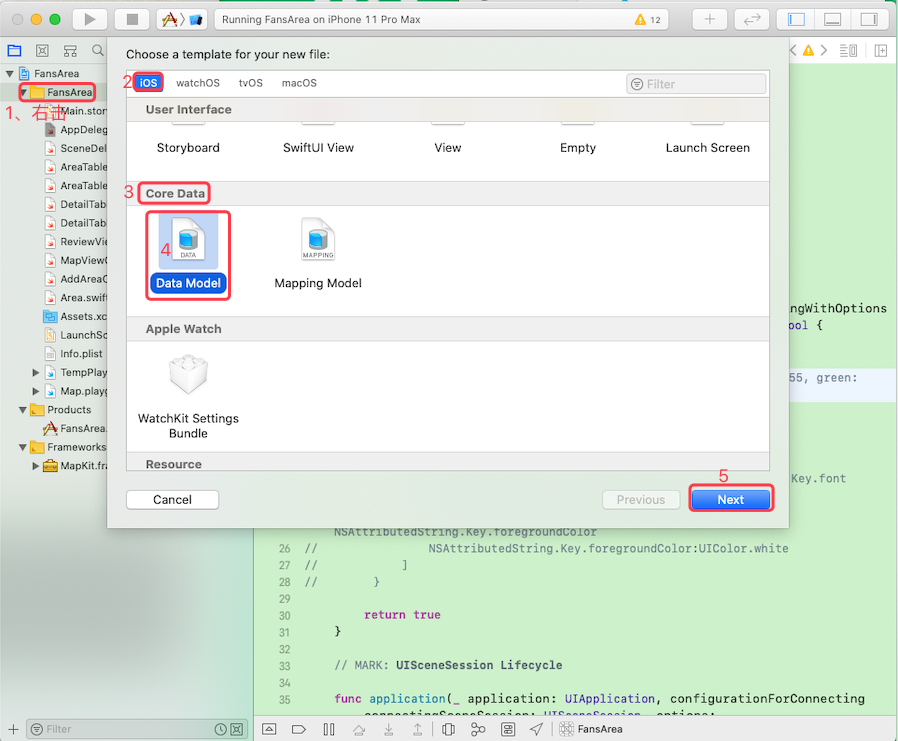 Running FansArea on iPhone 11 Pro Max
12
Choose a template for your new file:
2
iOS
watchOS
tvOS
macOS
Filter
User Interface
Storyboard
SwiftUI View
View
Empty
Launch Screen
3
Core Data
4
DATA
Data Model
MAPPING
Mapping Model
Apple Watch
WatchKit Settings
Bundle
Resource
5
Cancel
Previous
Next
FansArea
FansArea
1、右击
Main.stor
AppDeleg
SceneDel
AreaTable
AreaTable
DetailTab
DetailTab
ReviewVie
MapViewC
AddAreaC
Area.swift
Assets.xc
LaunchSc
Info.plist
TempPlay
Map.playg
Products
FansArea.
Frameworks
MapKit.fra
ngWithOptions
ool {
55, green:
Key.font
NSAttributedString.Key.foregroundColor
26 // NSAttributedString.Key.foregroundColor:UIColor.white
27 // ]
28 // }
29
30 return true
31 }
32
33 // MARK: UISceneSession Lifecycle
34
35 func application(_ application: UIApplication, configurationForConnecting
connectingSceneSession: UISceneSession, options:
Filter
FansArea